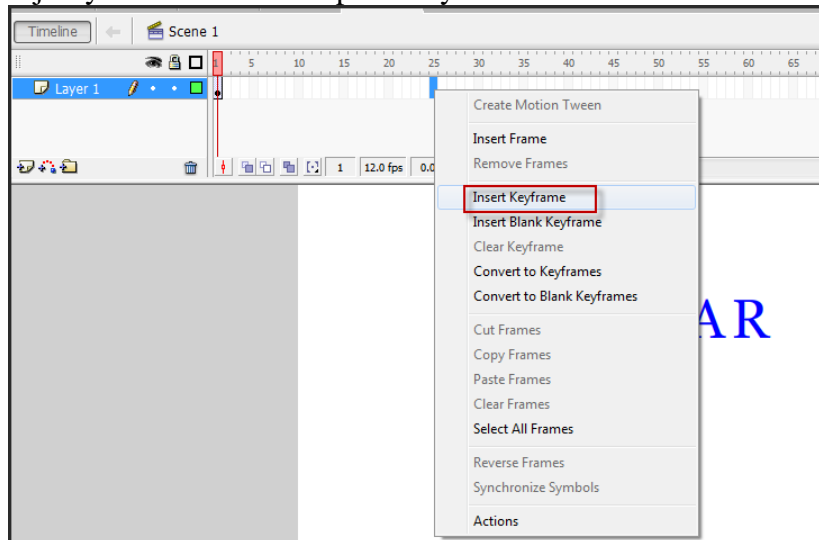 Timeline
Scene 1
1 5 10 15 20 25 30 35 40 45 50 55 60 65
Layer 1
1 12.0 fps 0.0
Create Motion Tween
Insert Frame
Remove Frames
Insert Keyframe
Insert Blank Keyframe
Clear Keyframe
Convert to Keyframes
Convert to Blank Keyframes
Cut Frames
Copy Frames
Paste Frames
Clear Frames
Select All Frames
Reverse Frames
Synchronize Symbols
Actions
AR